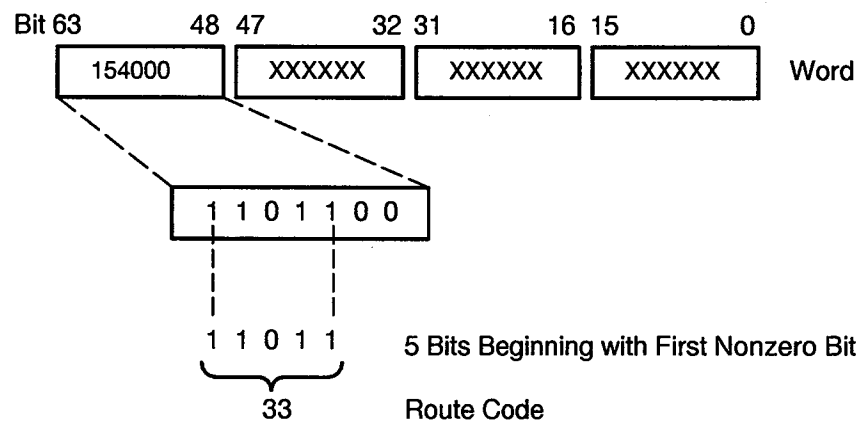 Bit 63 48 47 32 31 16 15 0
154000 XXXXXX XXXXXX XXXXXX Word
1 1 0 1 1 0 0
1 1 0 1 1 5 Bits Beginning with First Nonzero Bit
33 Route Code